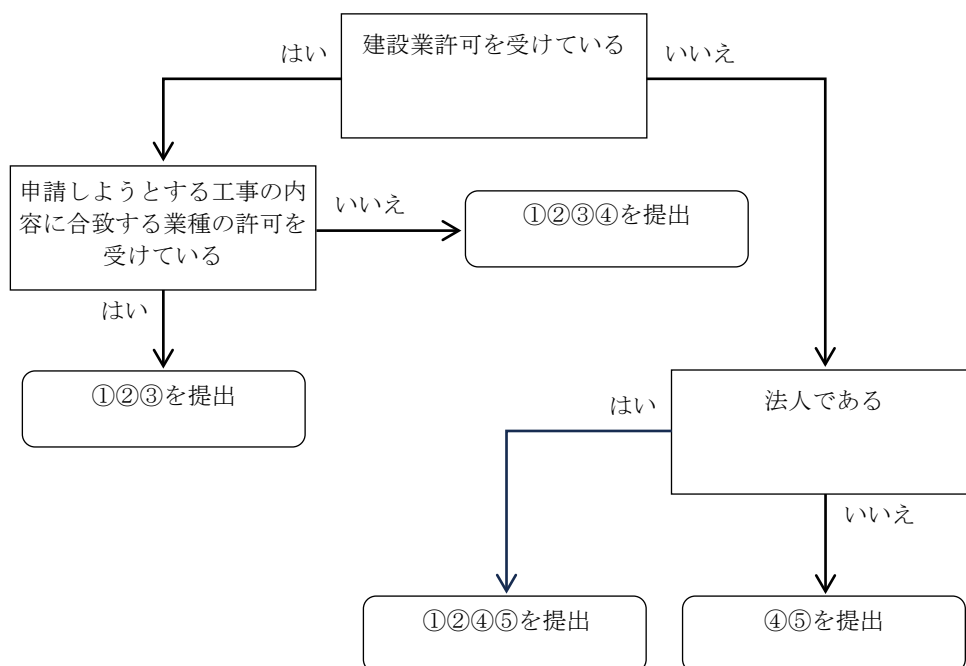 建設業許可を受けている
はい
いいえ
申請しようとする工事の内
容に合致する業種の許可を
受けている
いいえ
①②③④を提出
はい
①②③を提出
法人である
はい
いいえ
①②④⑤を提出
④⑤を提出